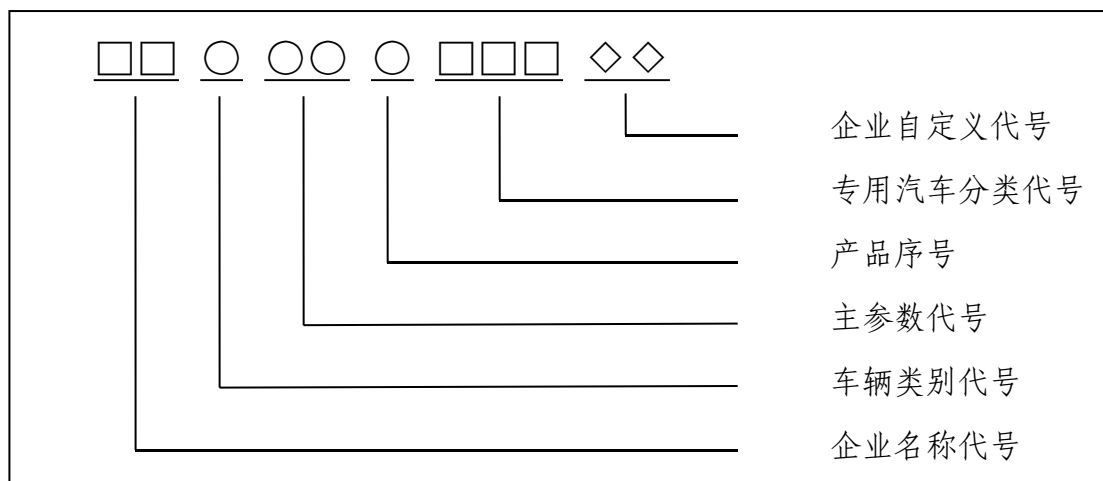 企业自定义代号
专用汽车分类代号
产品序号
主参数代号
车辆类别代号
企业名称代号